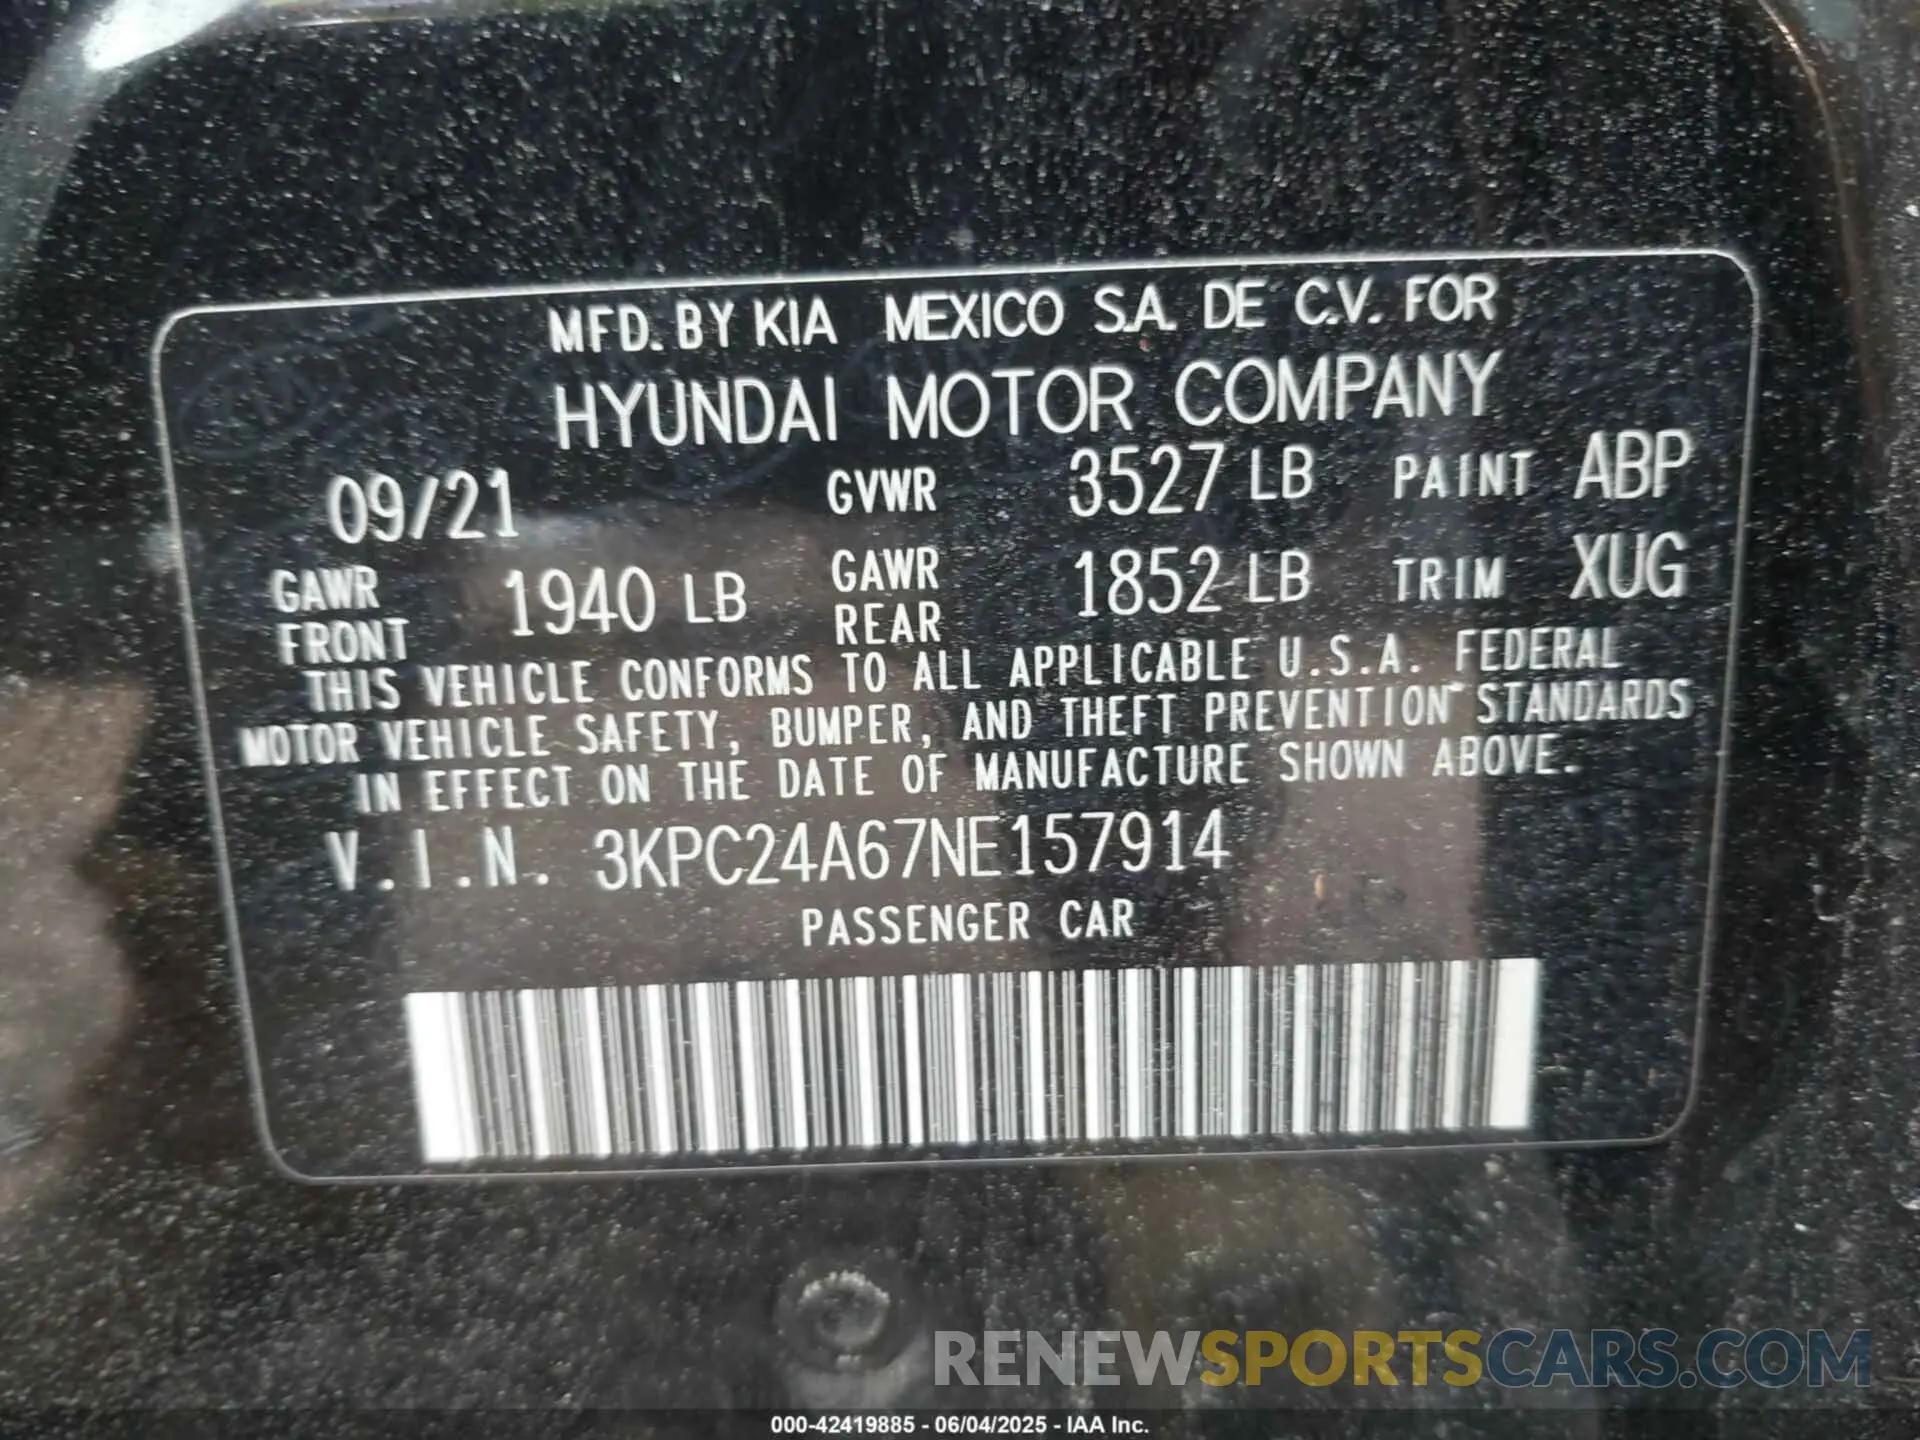 MFD. BY KIA MEXICO S.A. DE C.V. FOR
HYUNDAI MOTOR COMPANY
09/21 GVWR 3527 LB PAINT ABP
GAWR FRONT 1940 LB GAWR REAR 1852 LB TRIM XUG
THIS VEHICLE CONFORMS TO ALL APPLICABLE U.S.A. FEDERAL
MOTOR VEHICLE SAFETY, BUMPER, AND THEFT PREVENTION STANDARDS
IN EFFECT ON THE DATE OF MANUFACTURE SHOWN ABOVE.
V.I.N. 3KPC24A67NE157914
PASSENGER CAR
RENEWSPORTSCARS.COM
000-42419885 - 06/04/2025 - IAA Inc.